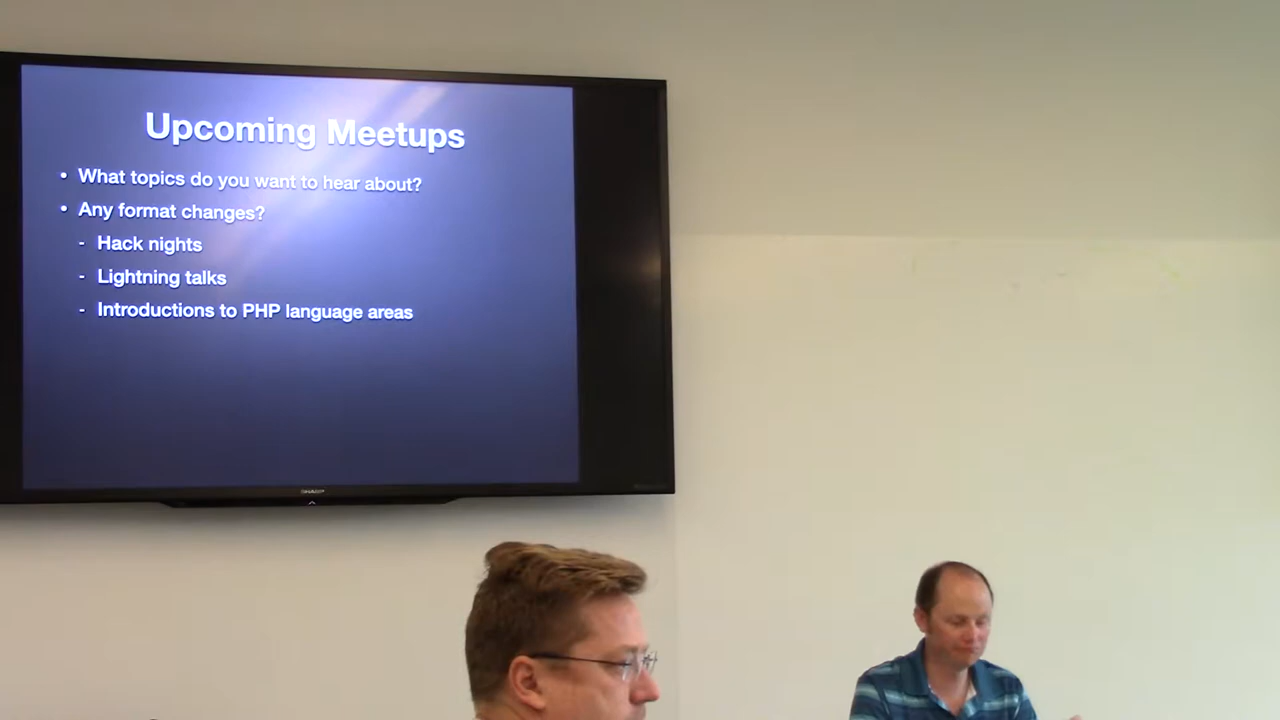 Upcoming Meetups
• What topics do you want to hear about?
• Any format changes?
- Hack nights
- Lightning talks
- Introductions to PHP language areas
SHARP